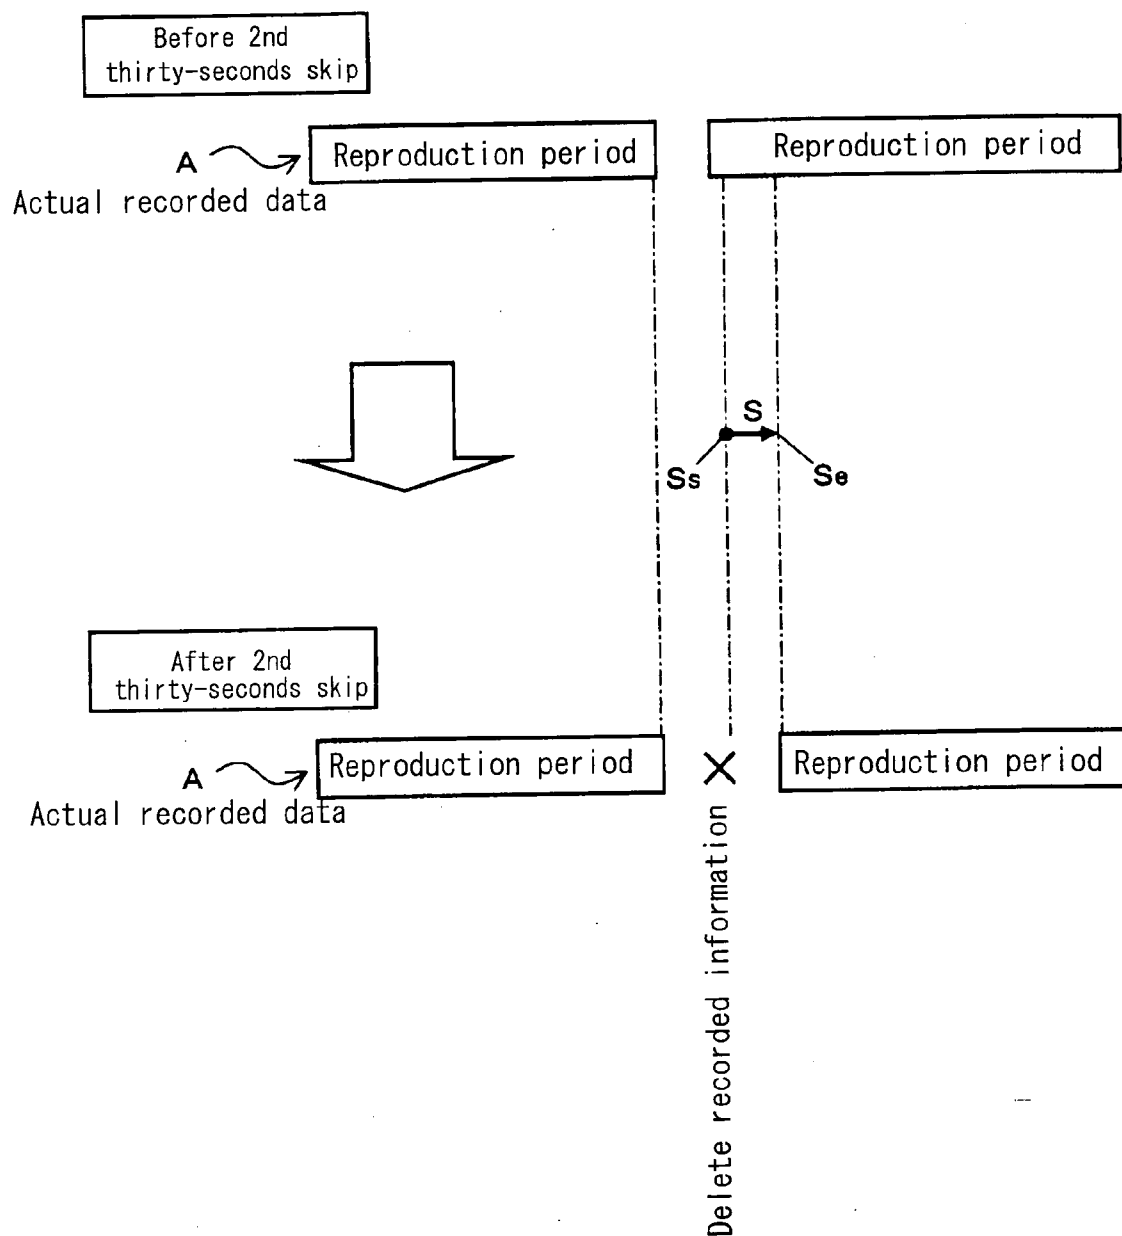 Before 2nd
thirty-seconds skip
A
Reproduction period
Reproduction period
Actual recorded data
S
Ss
Se
After 2nd
thirty-seconds skip
A
Reproduction period
Reproduction period
Actual recorded data
Delete recorded information